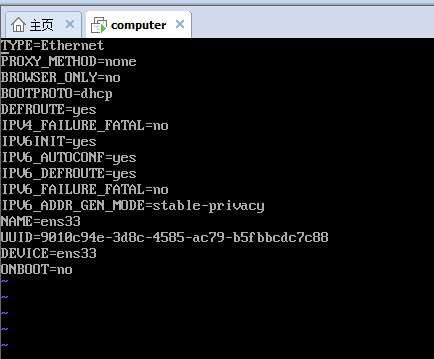 主页 computer
TYPE=Ethernet
PROXY_METHOD=none
BROWSER_ONLY=no
BOOTPROTO=dhcp
DEFROUTE=yes
IPV4_FAILURE_FATAL=no
IPV6INIT=yes
IPV6_AUTOCONF=yes
IPV6_DEFROUTE=yes
IPV6_FAILURE_FATAL=no
IPV6_ADDR_GEN_MODE=stable-privacy
NAME=ens33
UUID=9010c94e-3d8c-4585-ac79-b5fbbcdc7c88
DEVICE=ens33
ONBOOT=no
~
~
~
~
~